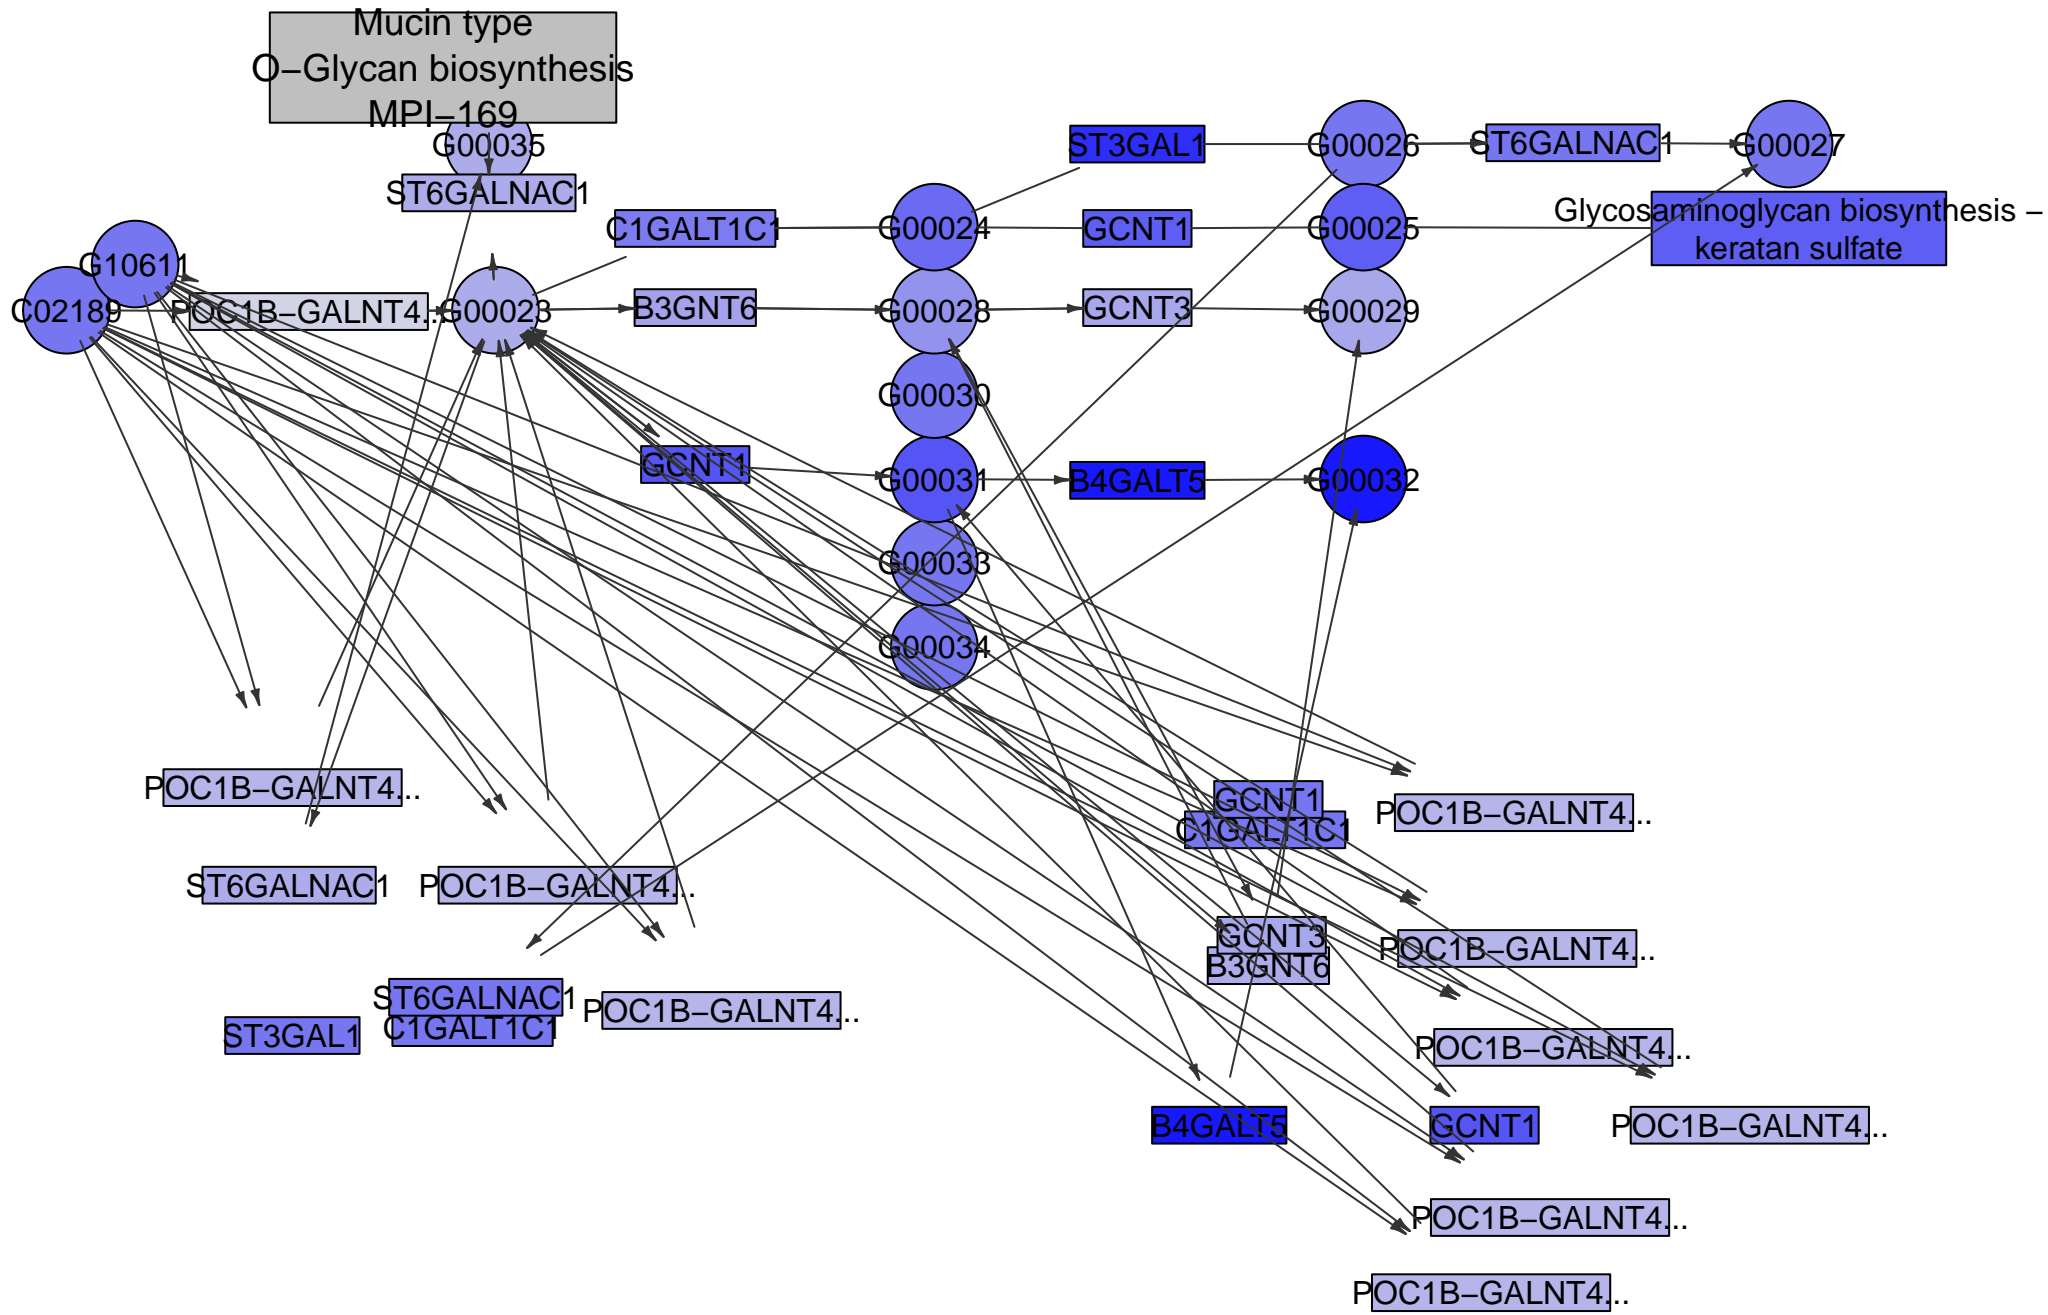 Mucin type
O−Glycan biosynthesis
MPI−169
G00035
ST3GAL1
G00026
ST6GALNAC1
G00027
ST6GALNAC1
Glycosaminoglycan biosynthesis −
keratan sulfate
C1GALT1C1
G00024
GCNT1
G00025
G10611
C02189
POC1B−GALNT4...
G00023
B3GNT6
G00028
GCNT3
G00029
G00030
GCNT1
G00031
B4GALT5
G00032
G00033
G00034
POC1B−GALNT4...
GCNT1
C1GALT1C1
POC1B−GALNT4...
ST6GALNAC1
POC1B−GALNT4...
GCNT3
B3GNT6
POC1B−GALNT4...
ST6GALNAC1
C1GALT1C1
ST3GAL1
POC1B−GALNT4...
POC1B−GALNT4...
B4GALT5
GCNT1
POC1B−GALNT4...
POC1B−GALNT4...
POC1B−GALNT4...